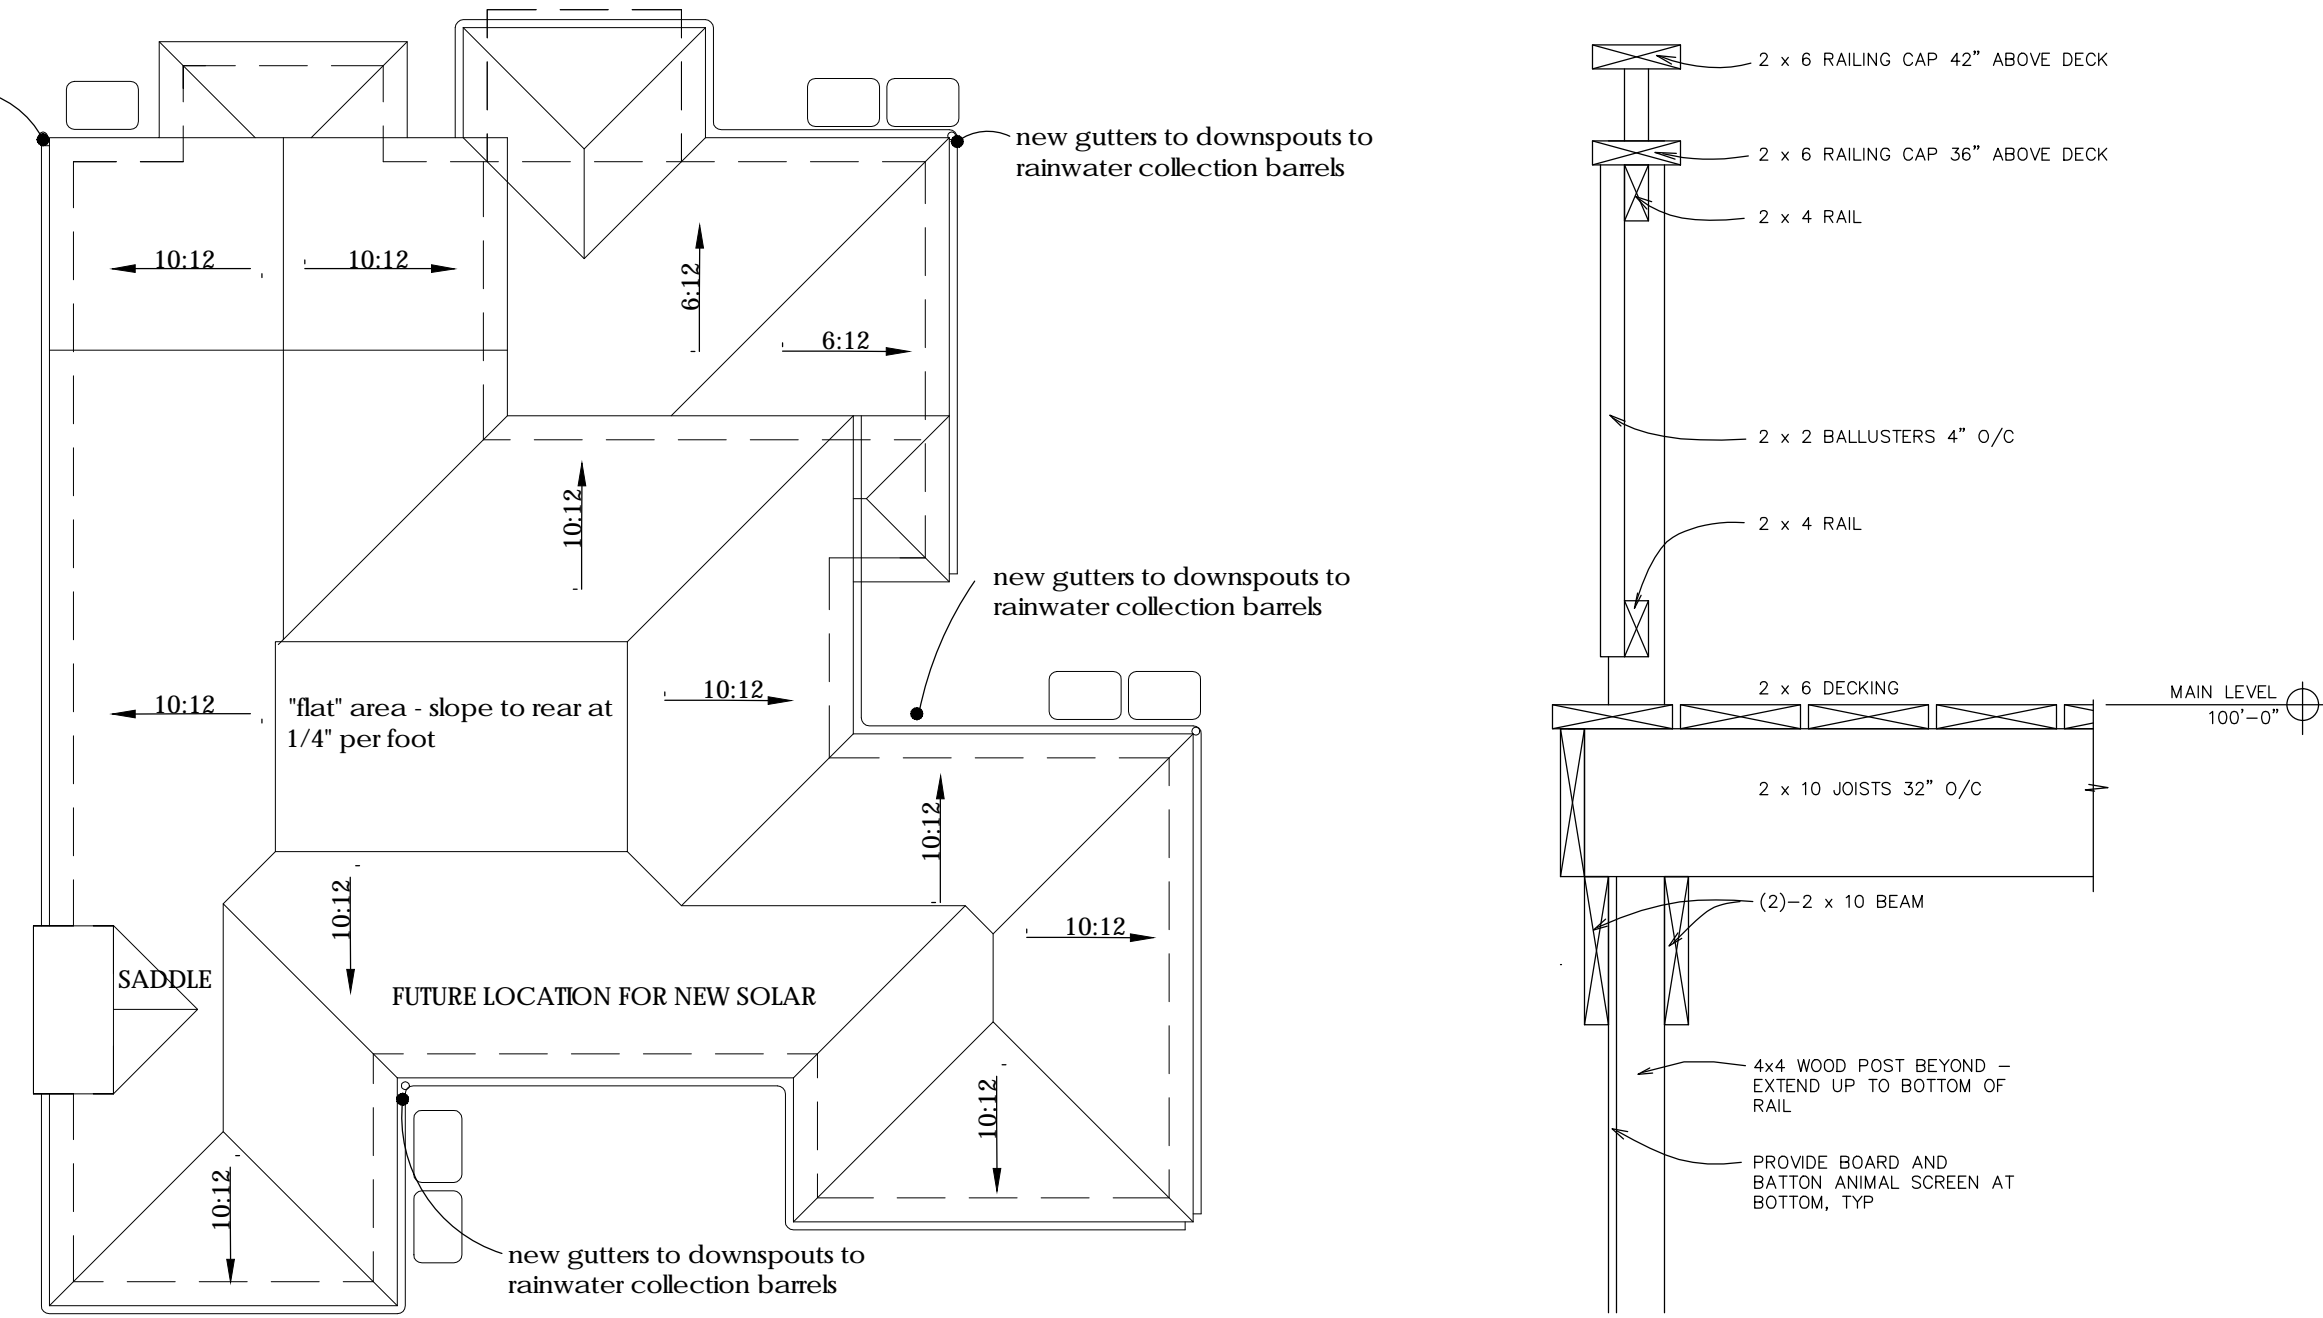 new gutters to downspouts to
rainwater collection barrels
10:12
10:12
6:12
6:12
10:12
new gutters to downspouts to
rainwater collection barrels
10:12
"flat" area - slope to rear at
1/4" per foot
10:12
10:12
10:12
10:12
SADDLE
FUTURE LOCATION FOR NEW SOLAR
10:12
10:12
new gutters to downspouts to
rainwater collection barrels
2 x 6 RAILING CAP 42" ABOVE DECK
2 x 6 RAILING CAP 36" ABOVE DECK
2 x 4 RAIL
2 x 2 BALLUSTERS 4" O/C
2 x 4 RAIL
2 x 6 DECKING
MAIN LEVEL
100'-0"
2 x 10 JOISTS 32" O/C
(2)-2 x 10 BEAM
4x4 WOOD POST BEYOND -
EXTEND UP TO BOTTOM OF
RAIL
PROVIDE BOARD AND
BATTON ANIMAL SCREEN AT
BOTTOM, TYP